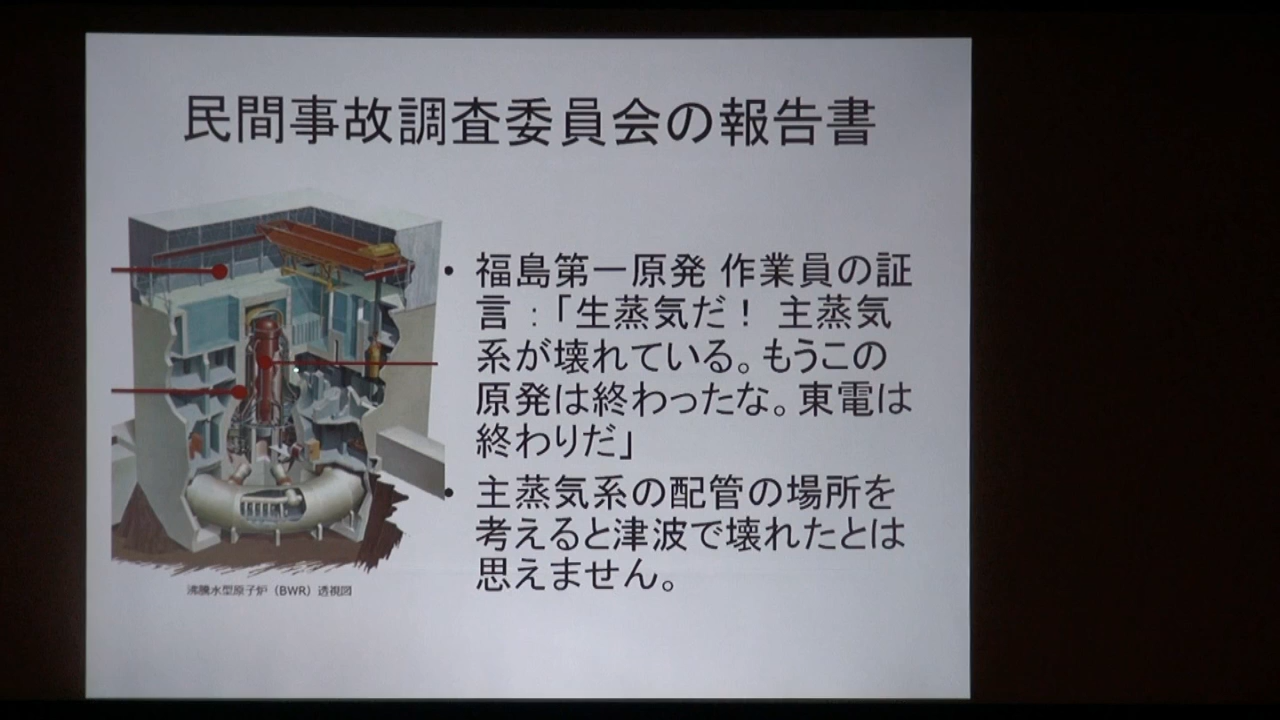 民間事故調査委員会の報告書
・福島第一原発 作業員の証
言：「生蒸気だ！ 主蒸気
系が壊れている。もうこの
原発は終わったな。東電は
終わりだ」
・主蒸気系の配管の場所を
考えると津波で壊れたとは
思えません。
沸騰水型原子炉（BWR）透視図